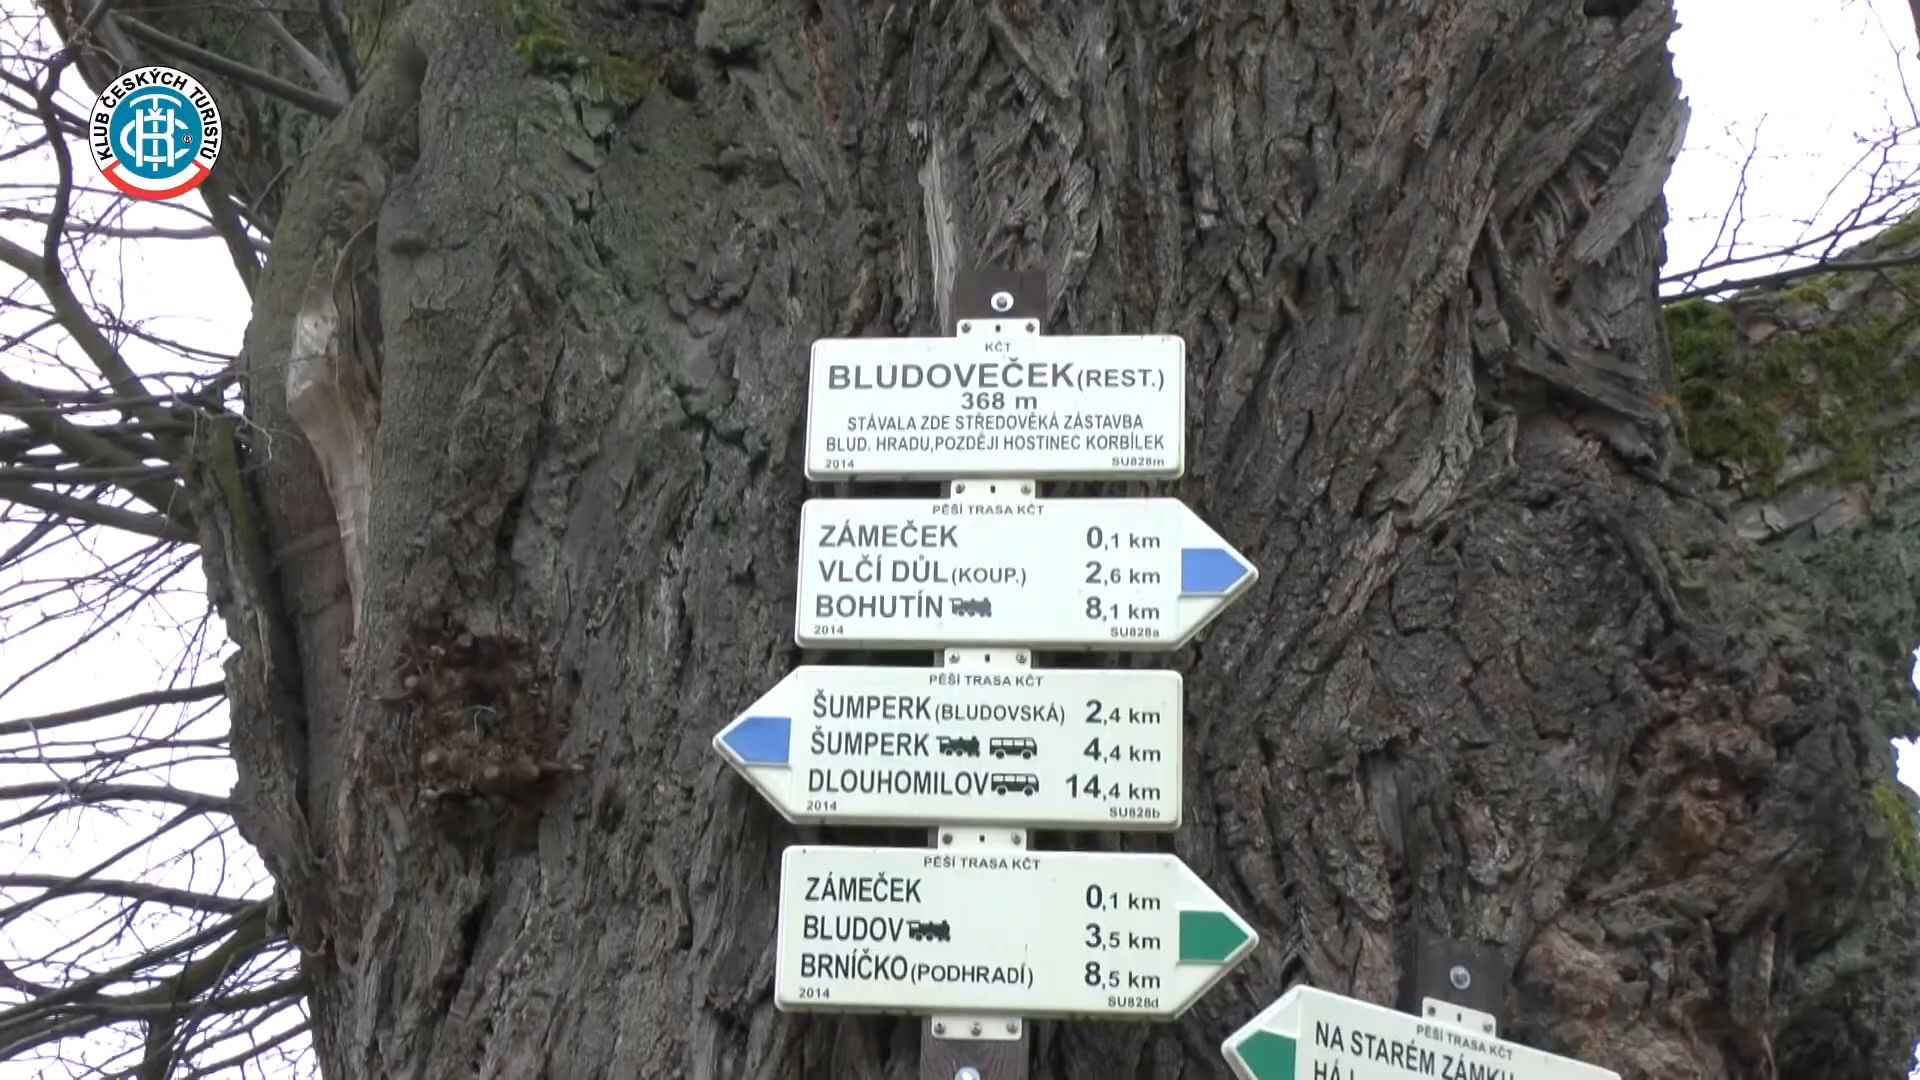 KLUB ČESKÝCH TURISTŮ
KČT
BLUDOVEČEK (REST.)
368 m
STÁVALA ZDE STŘEDOVĚKÁ ZÁSTAVBA
BLUD. HRADU,POZDĚJI HOSTINEC KORBÍLEK
2014 SU828m
PĚŠÍ TRASA KČT
ZÁMEČEK 0,1 km
VLČÍ DŮL (KOUP.) 2,6 km
BOHUTÍN 8,1 km
2014 SU828a
PĚŠÍ TRASA KČT
ŠUMPERK (BLUDOVSKÁ) 2,4 km
ŠUMPERK 4,4 km
DLOUHOMILOV 14,4 km
2014 SU828b
PĚŠÍ TRASA KČT
ZÁMEČEK 0,1 km
BLUDOV 3,5 km
BRNÍČKO (PODHRADÍ) 8,5 km
2014 SU828d
PĚŠÍ TRASA KČT
NA STARÉM ZÁMKU